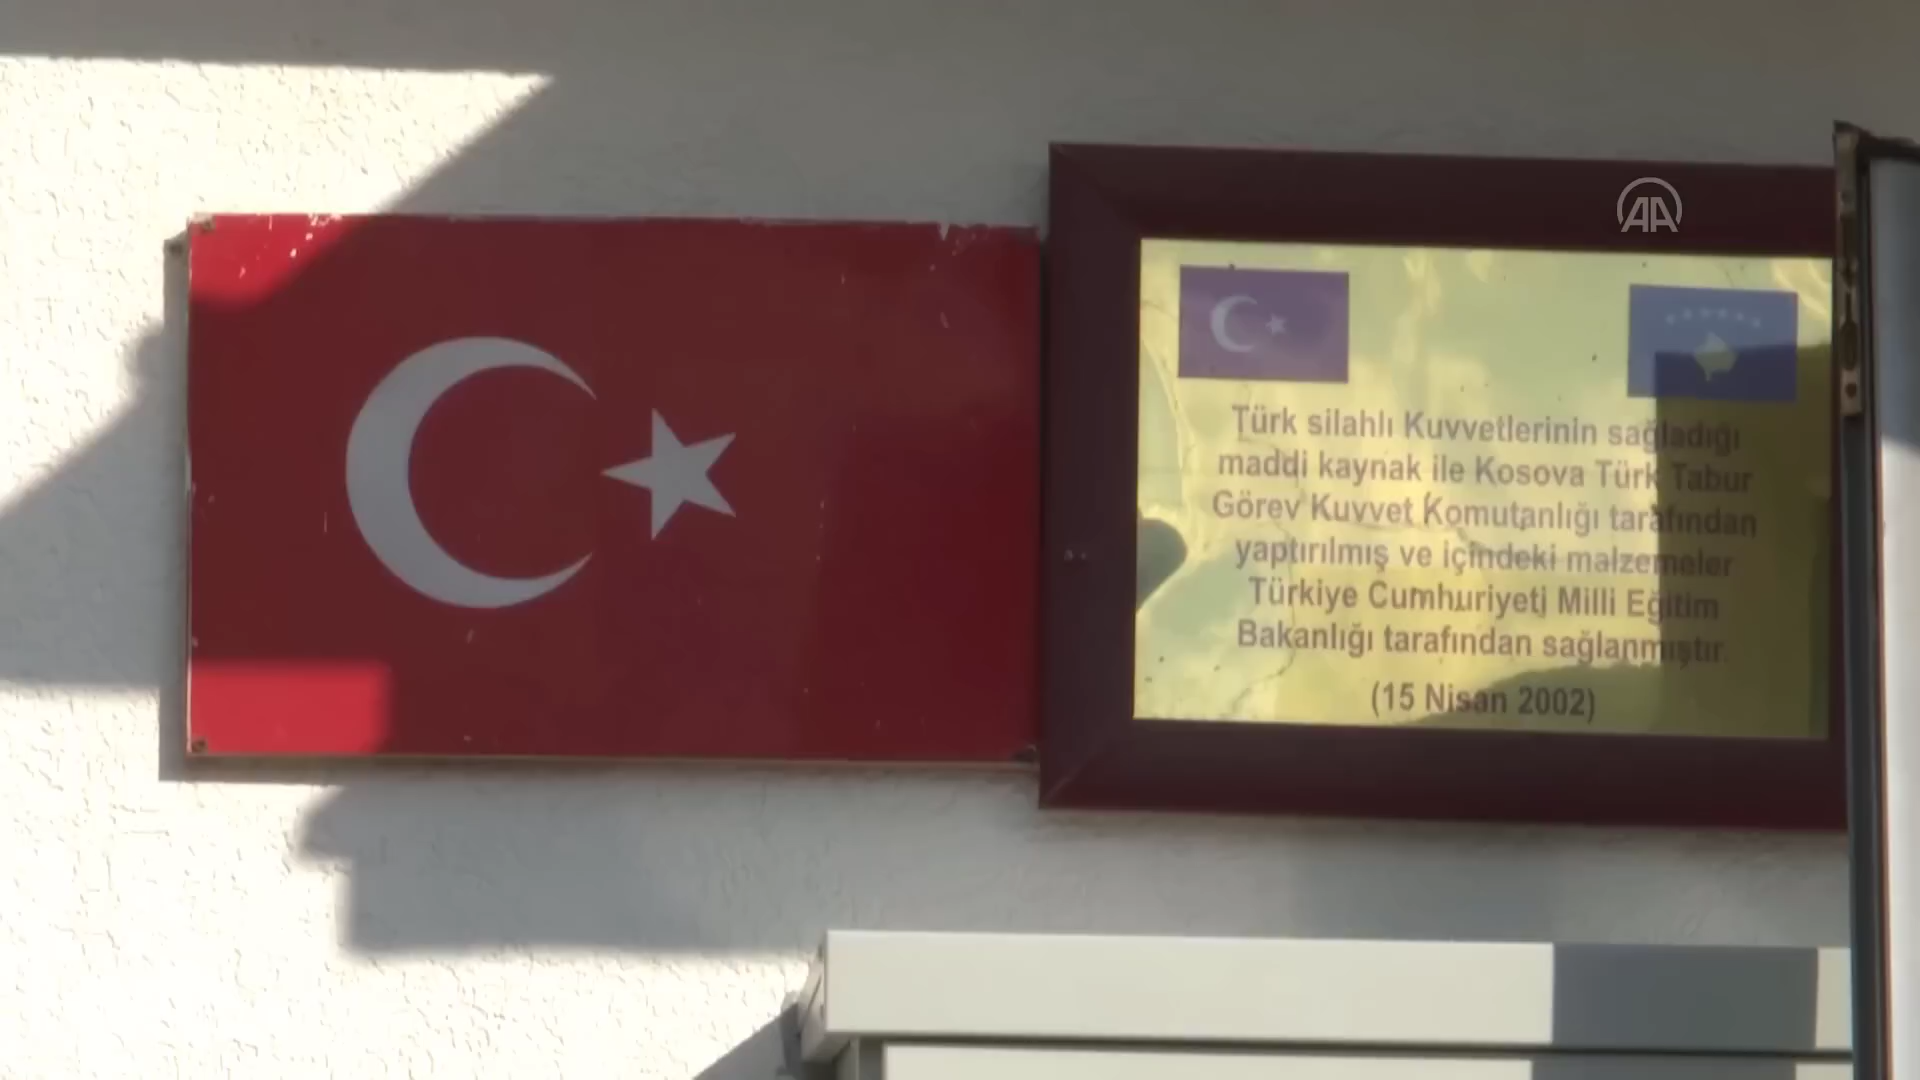 AA
Türk silahlı Kuvvetlerinin sağladığı
maddi kaynak ile Kosova Türk Tabur
Görev Kuvvet Komutanlığı tarafından
yaptırılmış ve içindeki malzemeler
Türkiye Cumhuriyeti Milli Eğitim
Bakanlığı tarafından sağlanmıştır.
(15 Nisan 2002)